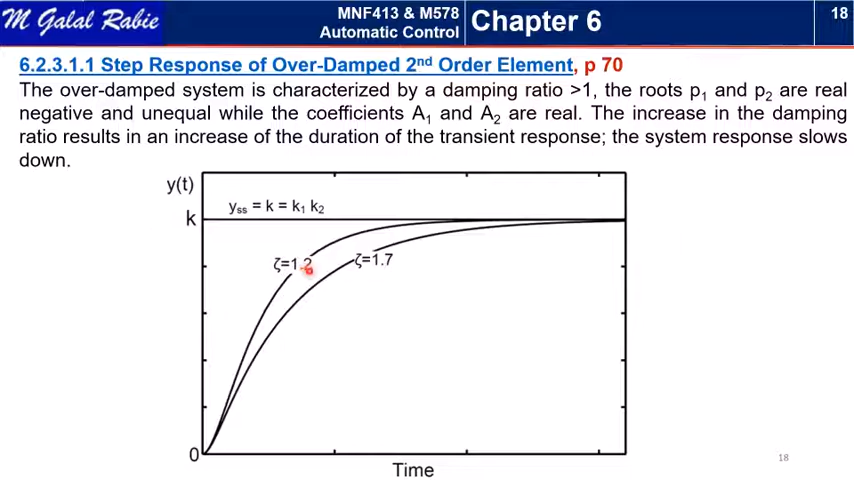 M Galal Rabie
MNF413 & M578
Automatic Control
Chapter 6
18
6.2.3.1.1 Step Response of Over-Damped 2nd Order Element, p 70
The over-damped system is characterized by a damping ratio >1, the roots p1 and p2 are real
negative and unequal while the coefficients A1 and A2 are real. The increase in the damping
ratio results in an increase of the duration of the transient response; the system response slows
down.
y(t)
yss = k = k1 k2
k
ζ=1.2
ζ=1.7
0
Time
18